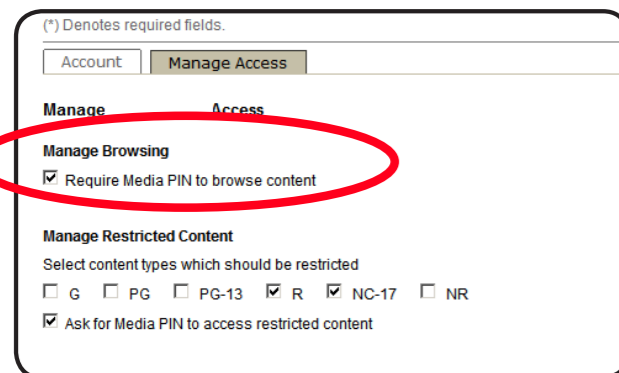 (*) Denotes required fields.
Account Manage Access
Manage Access
Manage Browsing
Require Media PIN to browse content
Manage Restricted Content
Select content types which should be restricted
G PG PG-13 R NC-17 NR
Ask for Media PIN to access restricted content